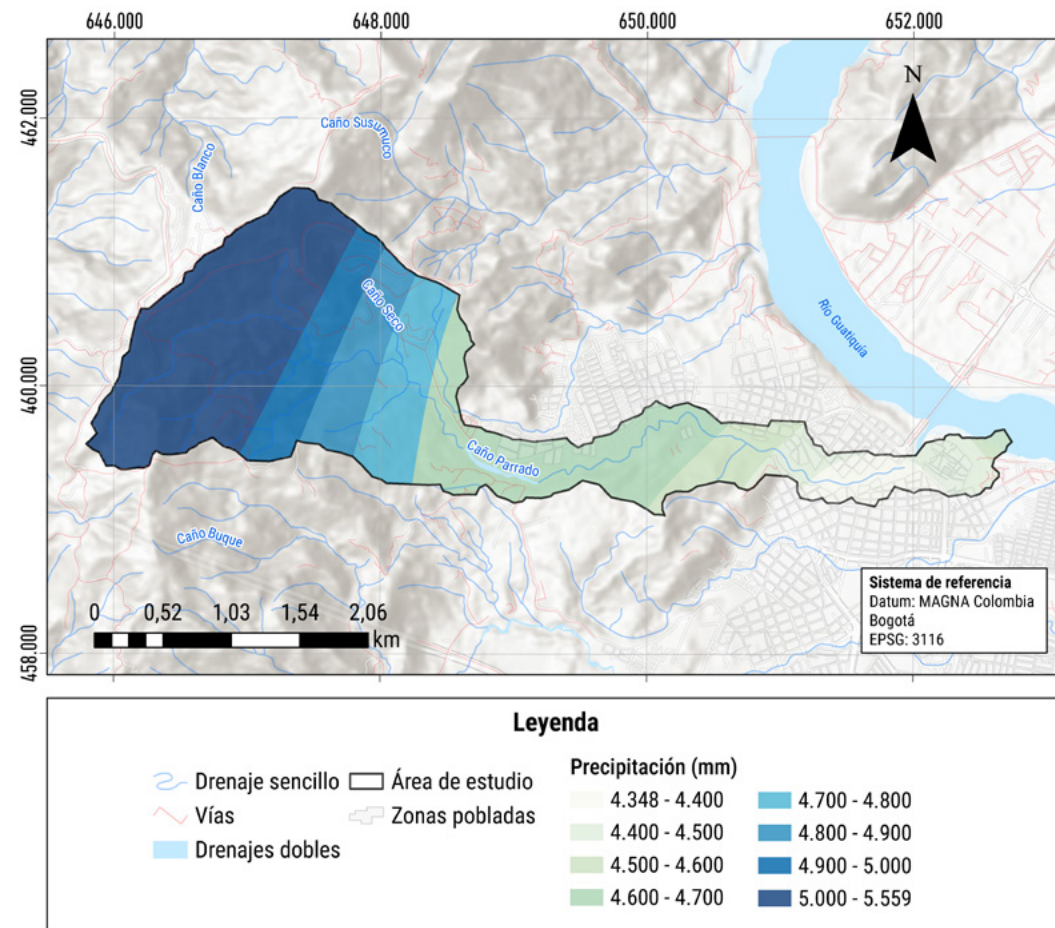 646.000
648.000
650.000
652.000
462.000
460.000
458.000
N
Caño Susumuco
Caño Blanco
Caño Seco
Río Guatiquía
Caño Parrado
Caño Buque
0
0,52
1,03
1,54
2,06
km
Sistema de referencia
Datum: MAGNA Colombia
Bogotá
EPSG: 3116
Leyenda
Drenaje sencillo
Vías
Drenajes dobles
Área de estudio
Zonas pobladas
Precipitación (mm)
4.348 - 4.400
4.400 - 4.500
4.500 - 4.600
4.600 - 4.700
4.700 - 4.800
4.800 - 4.900
4.900 - 5.000
5.000 - 5.559